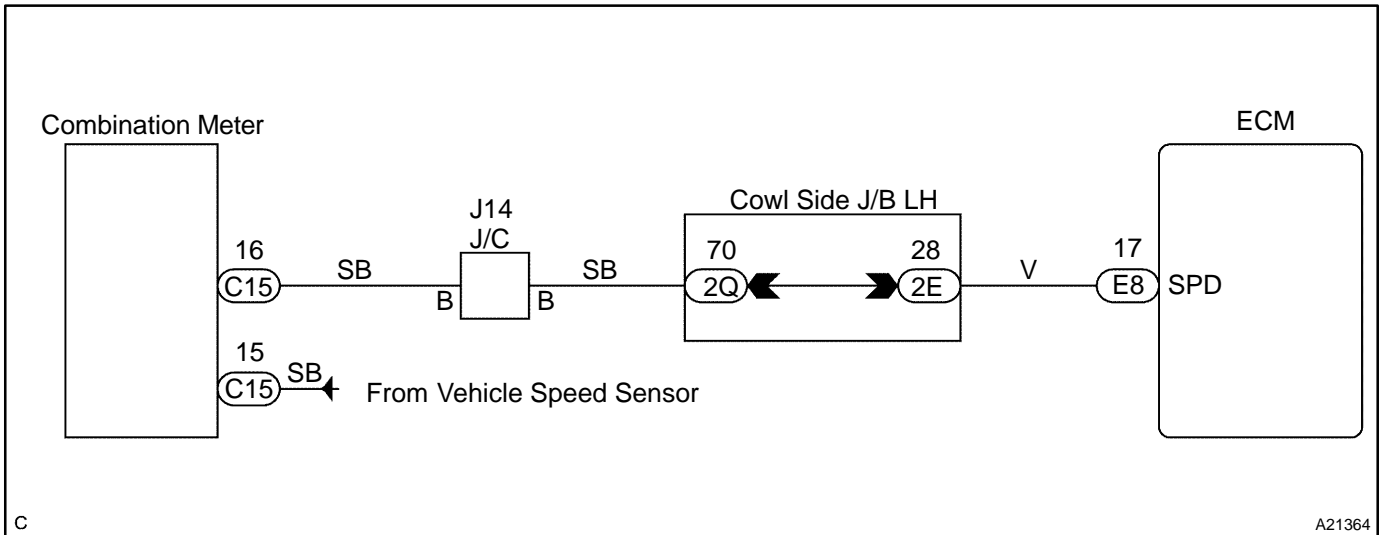 Combination Meter
ECM
Cowl Side J/B LH
J14
J/C
16
C15
SB
B
B
SB
70
2Q
28
2E
V
17
E8
SPD
15
C15
SB
From Vehicle Speed Sensor
C
A21364